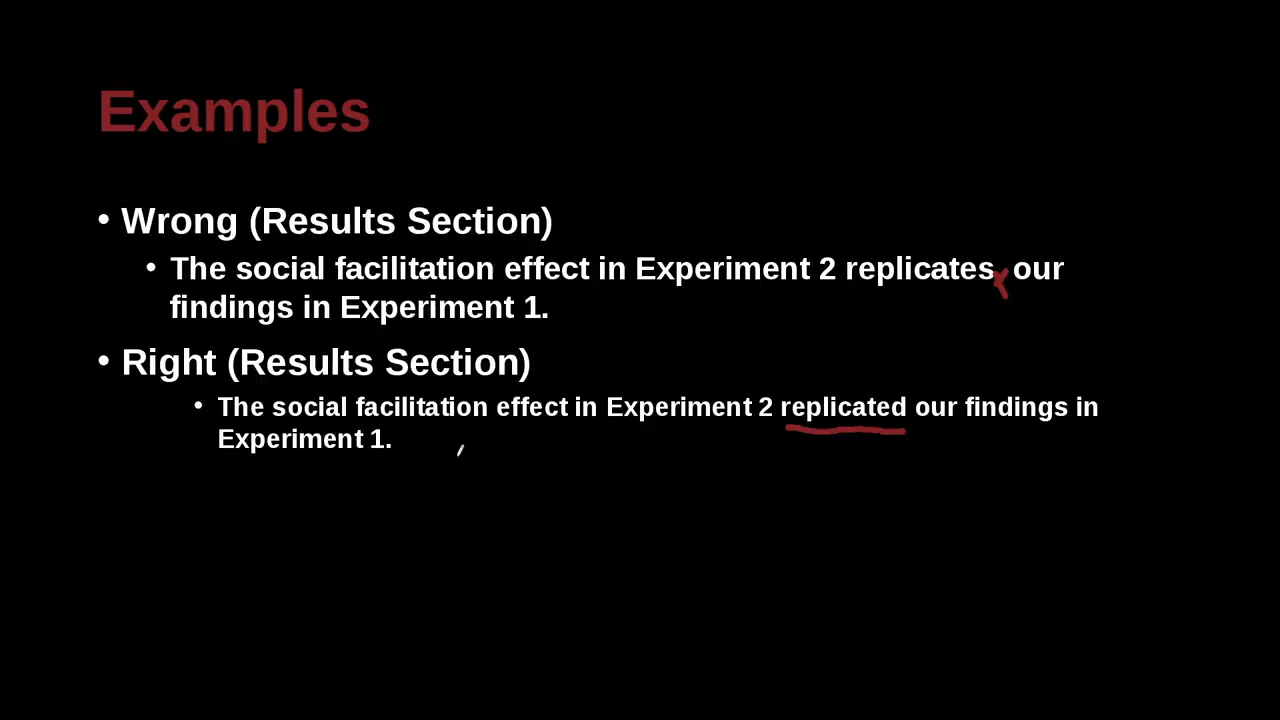 Examples
• Wrong (Results Section)
• The social facilitation effect in Experiment 2 replicates our
findings in Experiment 1.
• Right (Results Section)
• The social facilitation effect in Experiment 2 replicated our findings in
Experiment 1.